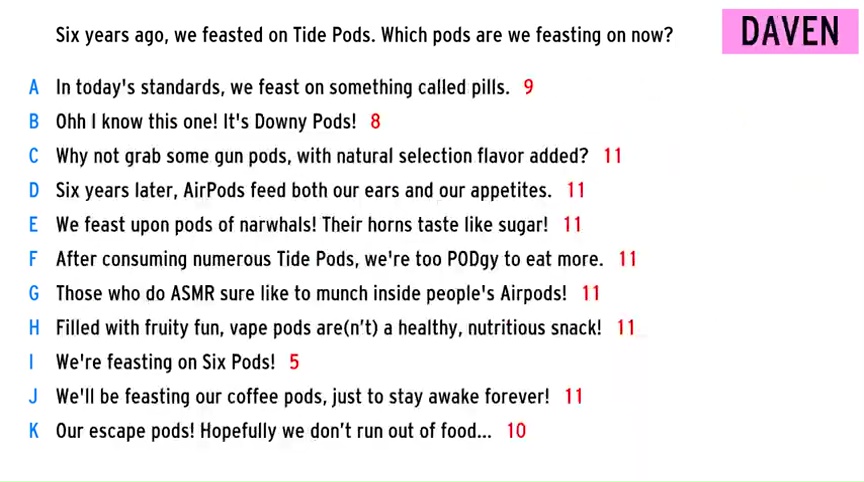 Six years ago, we feasted on Tide Pods. Which pods are we feasting on now?
DAVEN
A In today's standards, we feast on something called pills. 9
B Ohh I know this one! It's Downy Pods! 8
C Why not grab some gun pods, with natural selection flavor added? 11
D Six years later, AirPods feed both our ears and our appetites. 11
E We feast upon pods of narwhals! Their horns taste like sugar! 11
F After consuming numerous Tide Pods, we're too PODgy to eat more. 11
G Those who do ASMR sure like to munch inside people's Airpods! 11
H Filled with fruity fun, vape pods are(n’t) a healthy, nutritious snack! 11
I We're feasting on Six Pods! 5
J We'll be feasting our coffee pods, just to stay awake forever! 11
K Our escape pods! Hopefully we don’t run out of food... 10